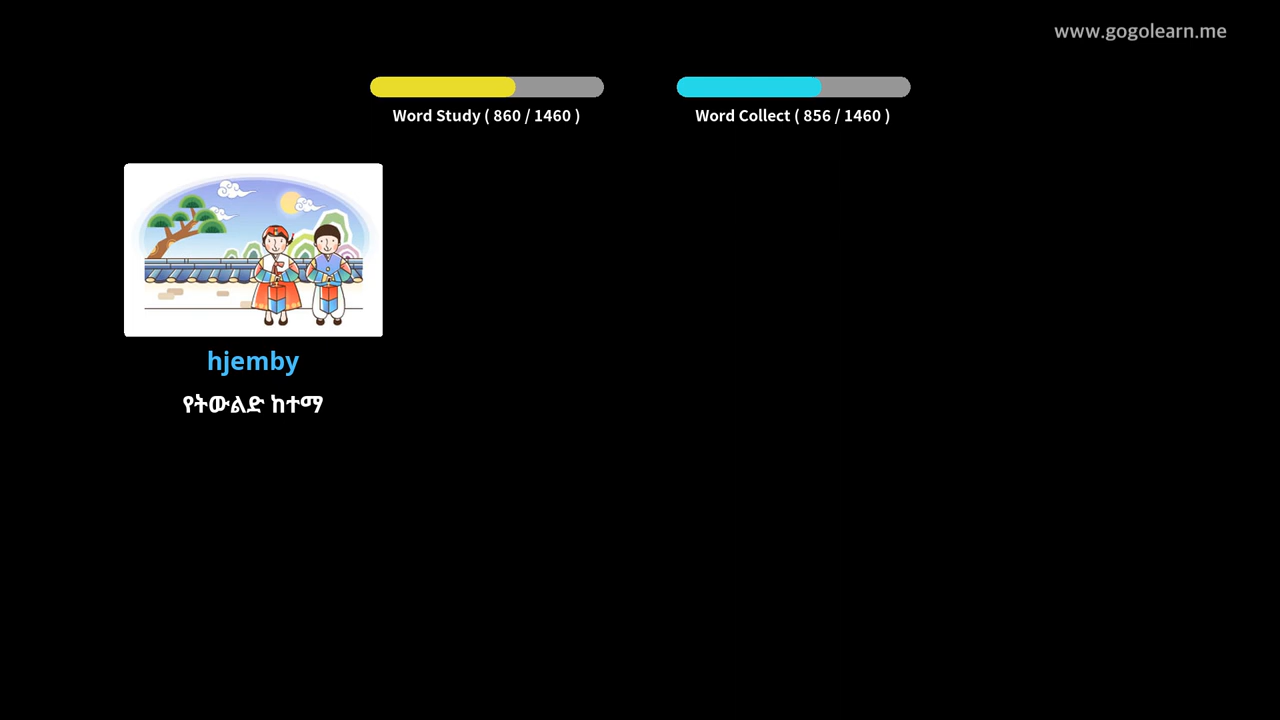 www.gogolearn.me
Word Study ( 860 / 1460 )
Word Collect ( 856 / 1460 )
hjemby
የትውልድ ከተማ